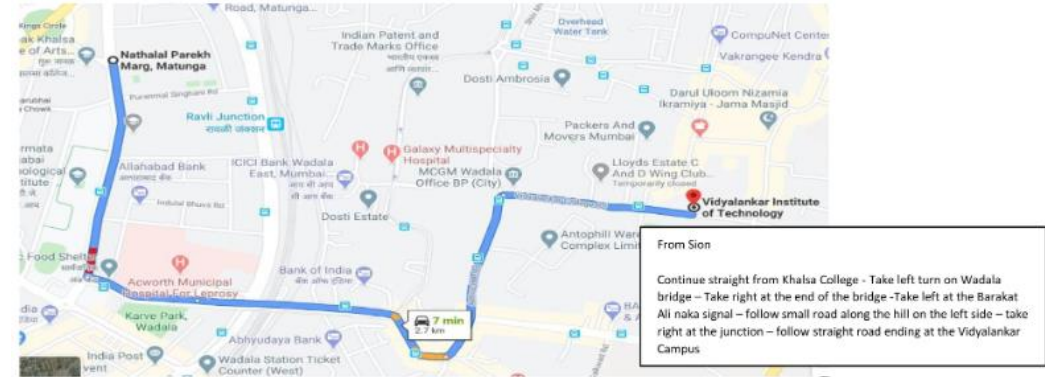 Road, Matunga...
Kings Circle
ak Khalsa
e of Arts...
Nathalal Parekh
Marg, Matunga
Indian Patent and
Trade Marks Office
Overhead
Water Tank
CompuNet Center
Vakrangee Kendra
Dosti Ambrosia
Darul Uloom Nizamia
Ikramiya - Jama Masjid
Ravli Junction
रावळी जंक्शन
Packers And
Movers Mumbai
Galaxy Multispecialty
Hospital
MCGM Wadala
Office BP (City)
Lloyds Estate C
And D Wing Club...
Temporarily closed
Allahabad Bank
ICICI Bank Wadala
East, Mumbai...
Dosti Estate
Vidyalankar Institute
of Technology
Antophill War
Complex Limi
Food Shelt
Acworth Municipal
Hospital For Leprosy
Bank of India
Karve Park,
Wadala
7 min
2.7 km
Abhyudaya Bank
India Post
Wadala Station Ticket
Counter (West)
From Sion
Continue straight from Khalsa College - Take left turn on Wadala
bridge – Take right at the end of the bridge -Take left at the Barakat
Ali naka signal – follow small road along the hill on the left side – take
right at the junction – follow straight road ending at the Vidyalankar
Campus